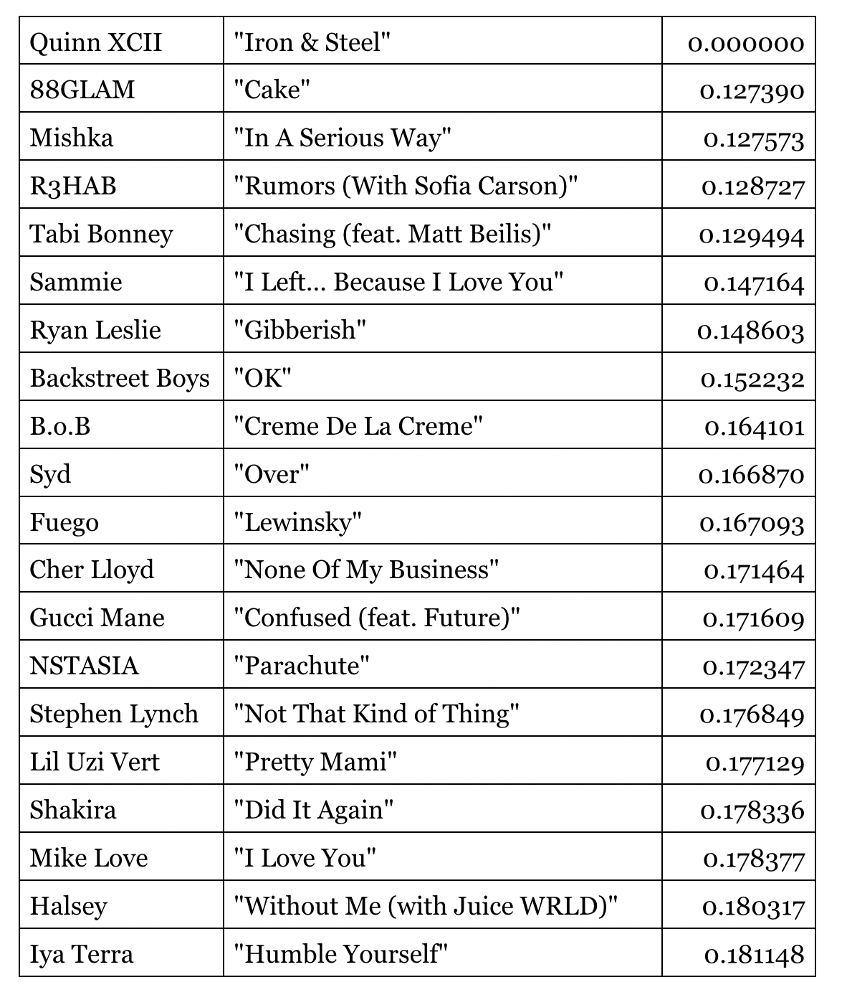 Quinn XCII "Iron & Steel" 0.000000
88GLAM "Cake" 0.127390
Mishka "In A Serious Way" 0.127573
R3HAB "Rumors (With Sofia Carson)" 0.128727
Tabi Bonney "Chasing (feat. Matt Beilis)" 0.129494
Sammie "I Left... Because I Love You" 0.147164
Ryan Leslie "Gibberish" 0.148603
Backstreet Boys "OK" 0.152232
B.o.B "Creme De La Creme" 0.164101
Syd "Over" 0.166870
Fuego "Lewinsky" 0.167093
Cher Lloyd "None Of My Business" 0.171464
Gucci Mane "Confused (feat. Future)" 0.171609
NSTASIA "Parachute" 0.172347
Stephen Lynch "Not That Kind of Thing" 0.176849
Lil Uzi Vert "Pretty Mami" 0.177129
Shakira "Did It Again" 0.178336
Mike Love "I Love You" 0.178377
Halsey "Without Me (with Juice WRLD)" 0.180317
Iya Terra "Humble Yourself" 0.181148